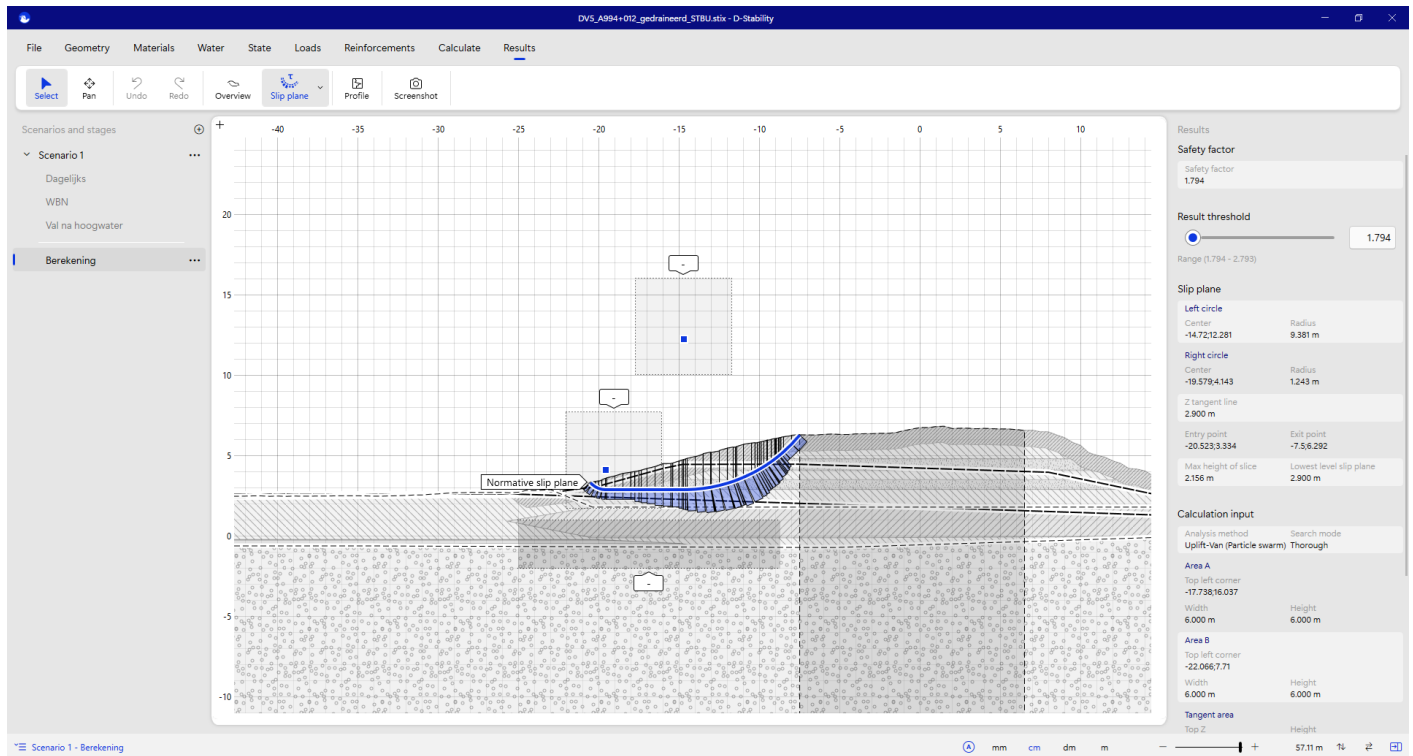 DV5_A994+012_gedraineerd_STBU.stix - D-Stability
File Geometry Materials Water State Loads Reinforcements Calculate Results
Select Pan Undo Redo Overview Slip plane Profile Screenshot
Scenarios and stages
Scenario 1
Dagelijks
WBN
Val na hoogwater
Berekening
-40 -35 -30 -25 -20 -15 -10 -5 0 5 10
20
15
10
5
0
-5
-10
-
-
Normative slip plane
-
Results
Safety factor
Safety factor
1.794
Result threshold
1.794
Range (1.794 - 2.793)
Slip plane
Left circle
Center Radius
-14.72;12.281 9.381 m
Right circle
Center Radius
-19.579;4.143 1.243 m
Z tangent line
2.900 m
Entry point Exit point
-20.523;3.334 -7.5;6.292
Max height of slice Lowest level slip plane
2.156 m 2.900 m
Calculation input
Analysis method Search mode
Uplift-Van (Particle swarm) Thorough
Area A
Top left corner
-17.738;16.037
Width Height
6.000 m 6.000 m
Area B
Top left corner
-22.066;7.71
Width Height
6.000 m 6.000 m
Tangent area
Top Z Height
Scenario 1 - Berekening
A mm cm dm m
57.11 m